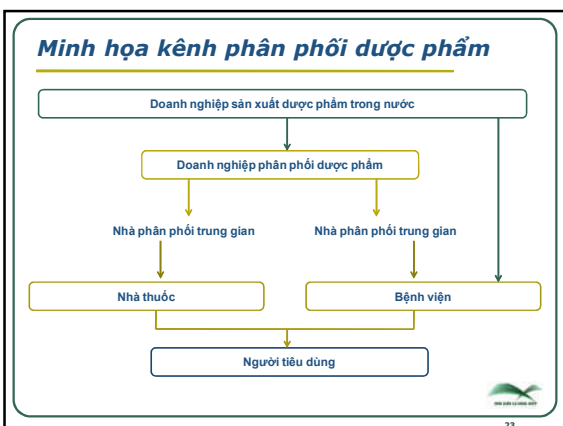 Minh họa kênh phân phối dược phẩm
Doanh nghiệp sản xuất dược phẩm trong nước
Doanh nghiệp phân phối dược phẩm
Nhà phân phối trung gian
Nhà phân phối trung gian
Nhà thuốc
Bệnh viện
Người tiêu dùng
23